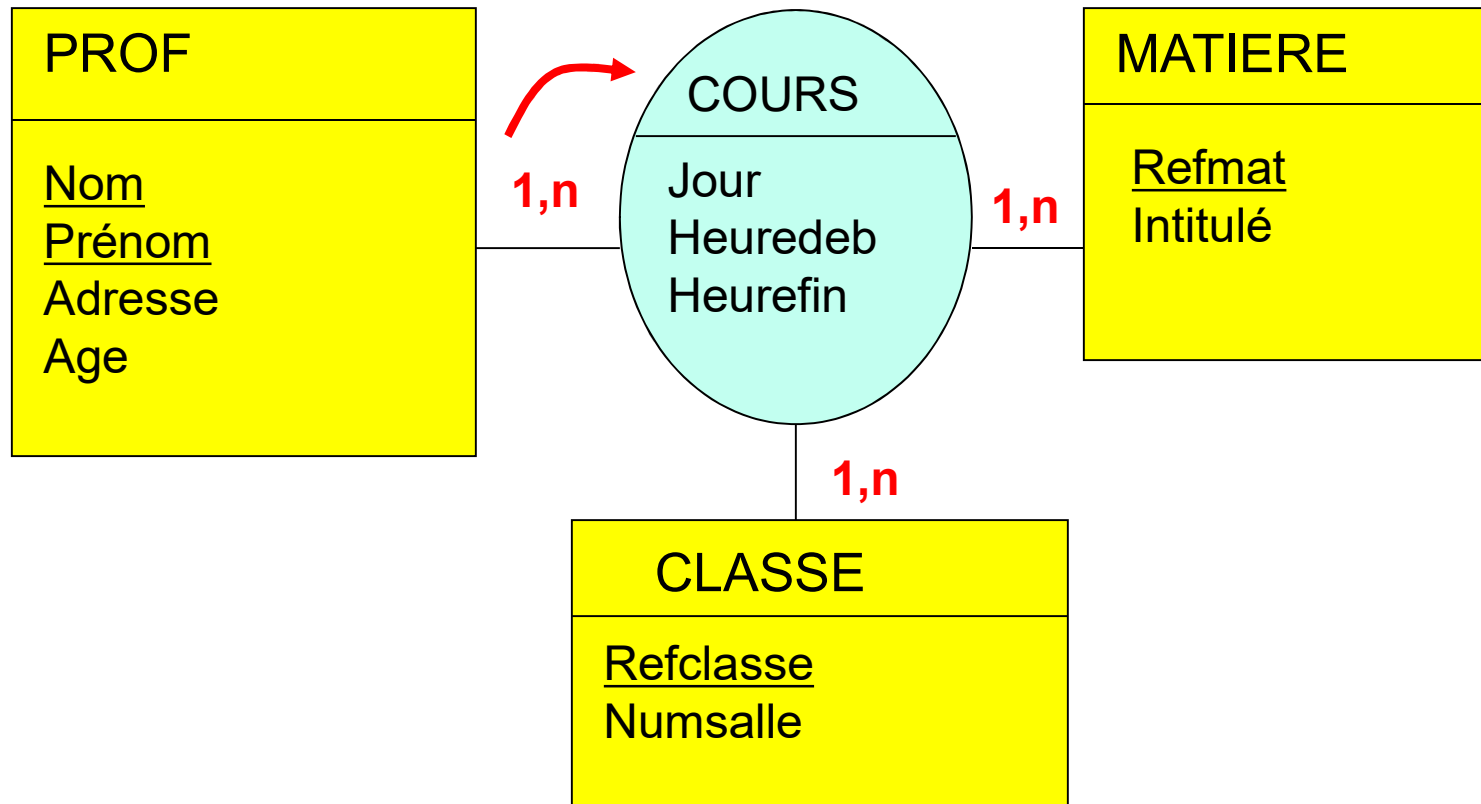 PROF
Nom
Prénom
Adresse
Age
1,n
COURS
Jour
Heuredeb
Heurefin
1,n
MATIERE
Refmat
Intitulé
1,n
CLASSE
Refclasse
Numsalle